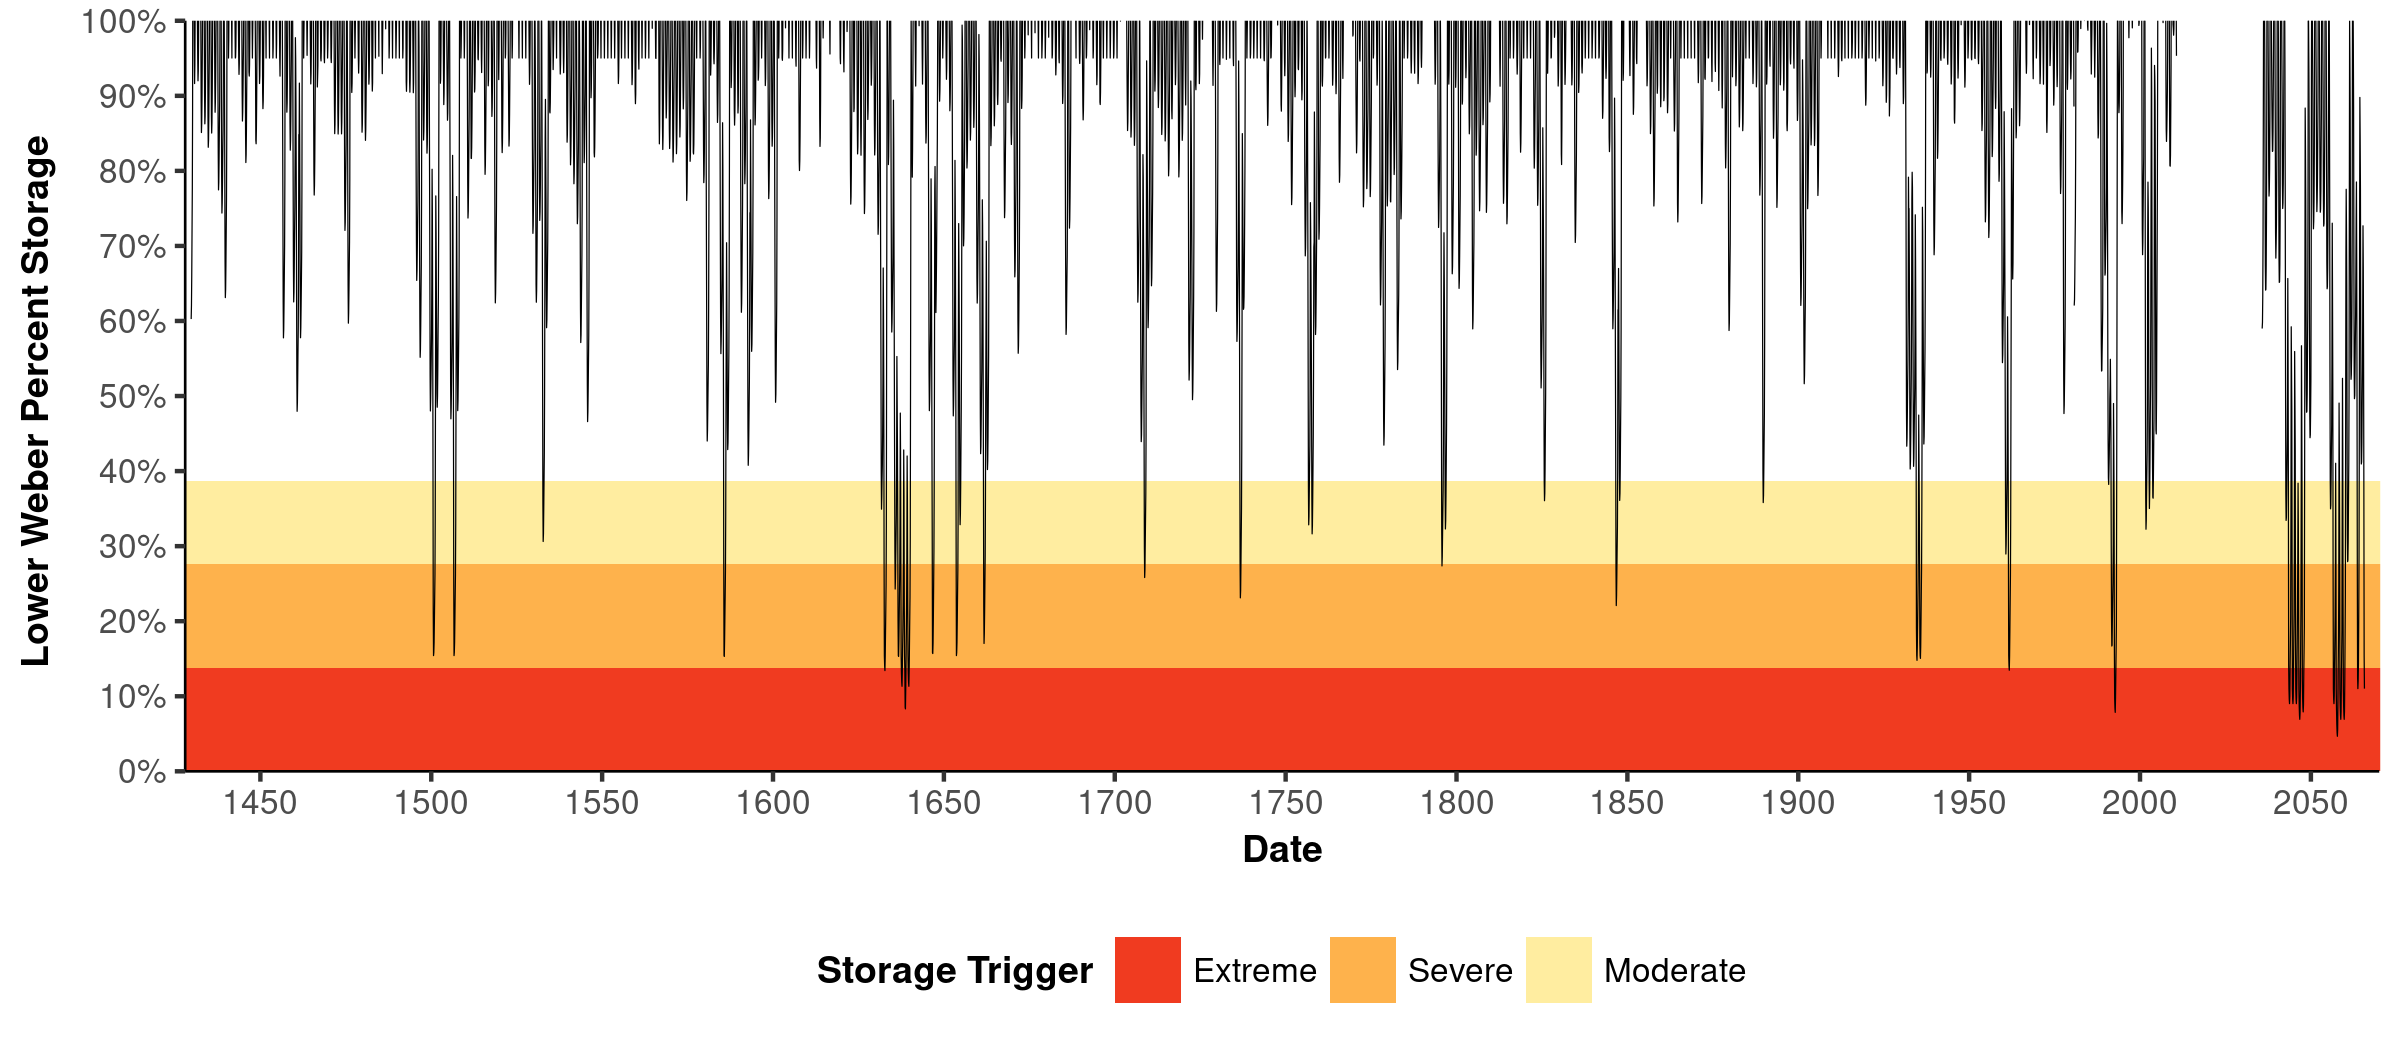 Lower Weber Percent Storage
100%
90%
80%
70%
60%
50%
40%
30%
20%
10%
0%
1450 1500 1550 1600 1650 1700 1750 1800 1850 1900 1950 2000 2050
Date
Storage Trigger Extreme Severe Moderate